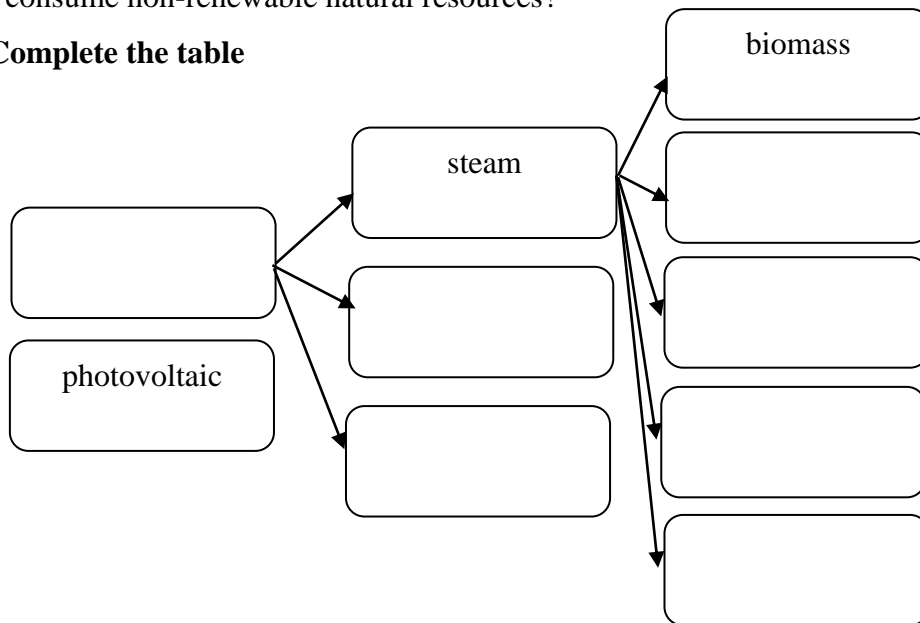 consume non-renewable natural resources?
Complete the table
biomass
steam
photovoltaic